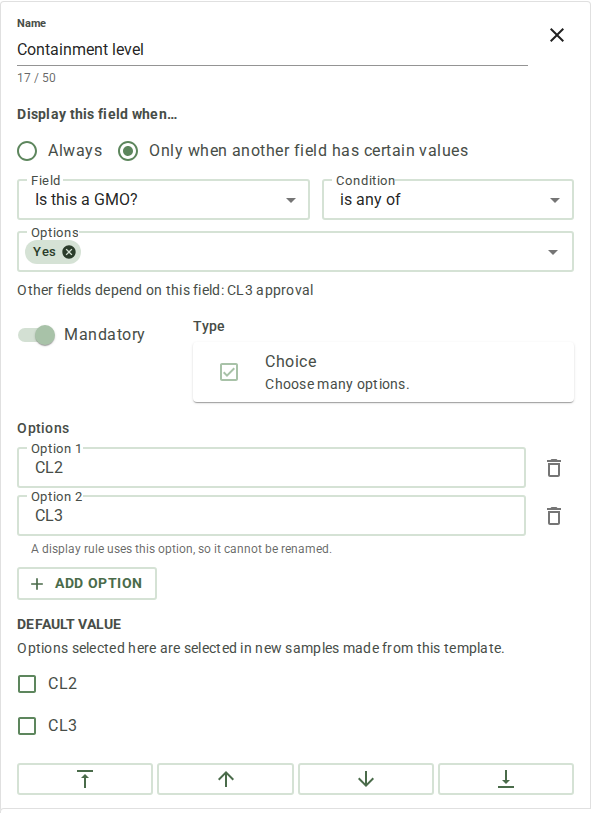 Name
Containment level
17 / 50
Display this field when…
Always
Only when another field has certain values
Field
Is this a GMO?
Condition
is any of
Options
Yes
Other fields depend on this field: CL3 approval
Mandatory
Type
Choice
Choose many options.
Options
Option 1
CL2
Option 2
CL3
A display rule uses this option, so it cannot be renamed.
ADD OPTION
DEFAULT VALUE
Options selected here are selected in new samples made from this template.
CL2
CL3